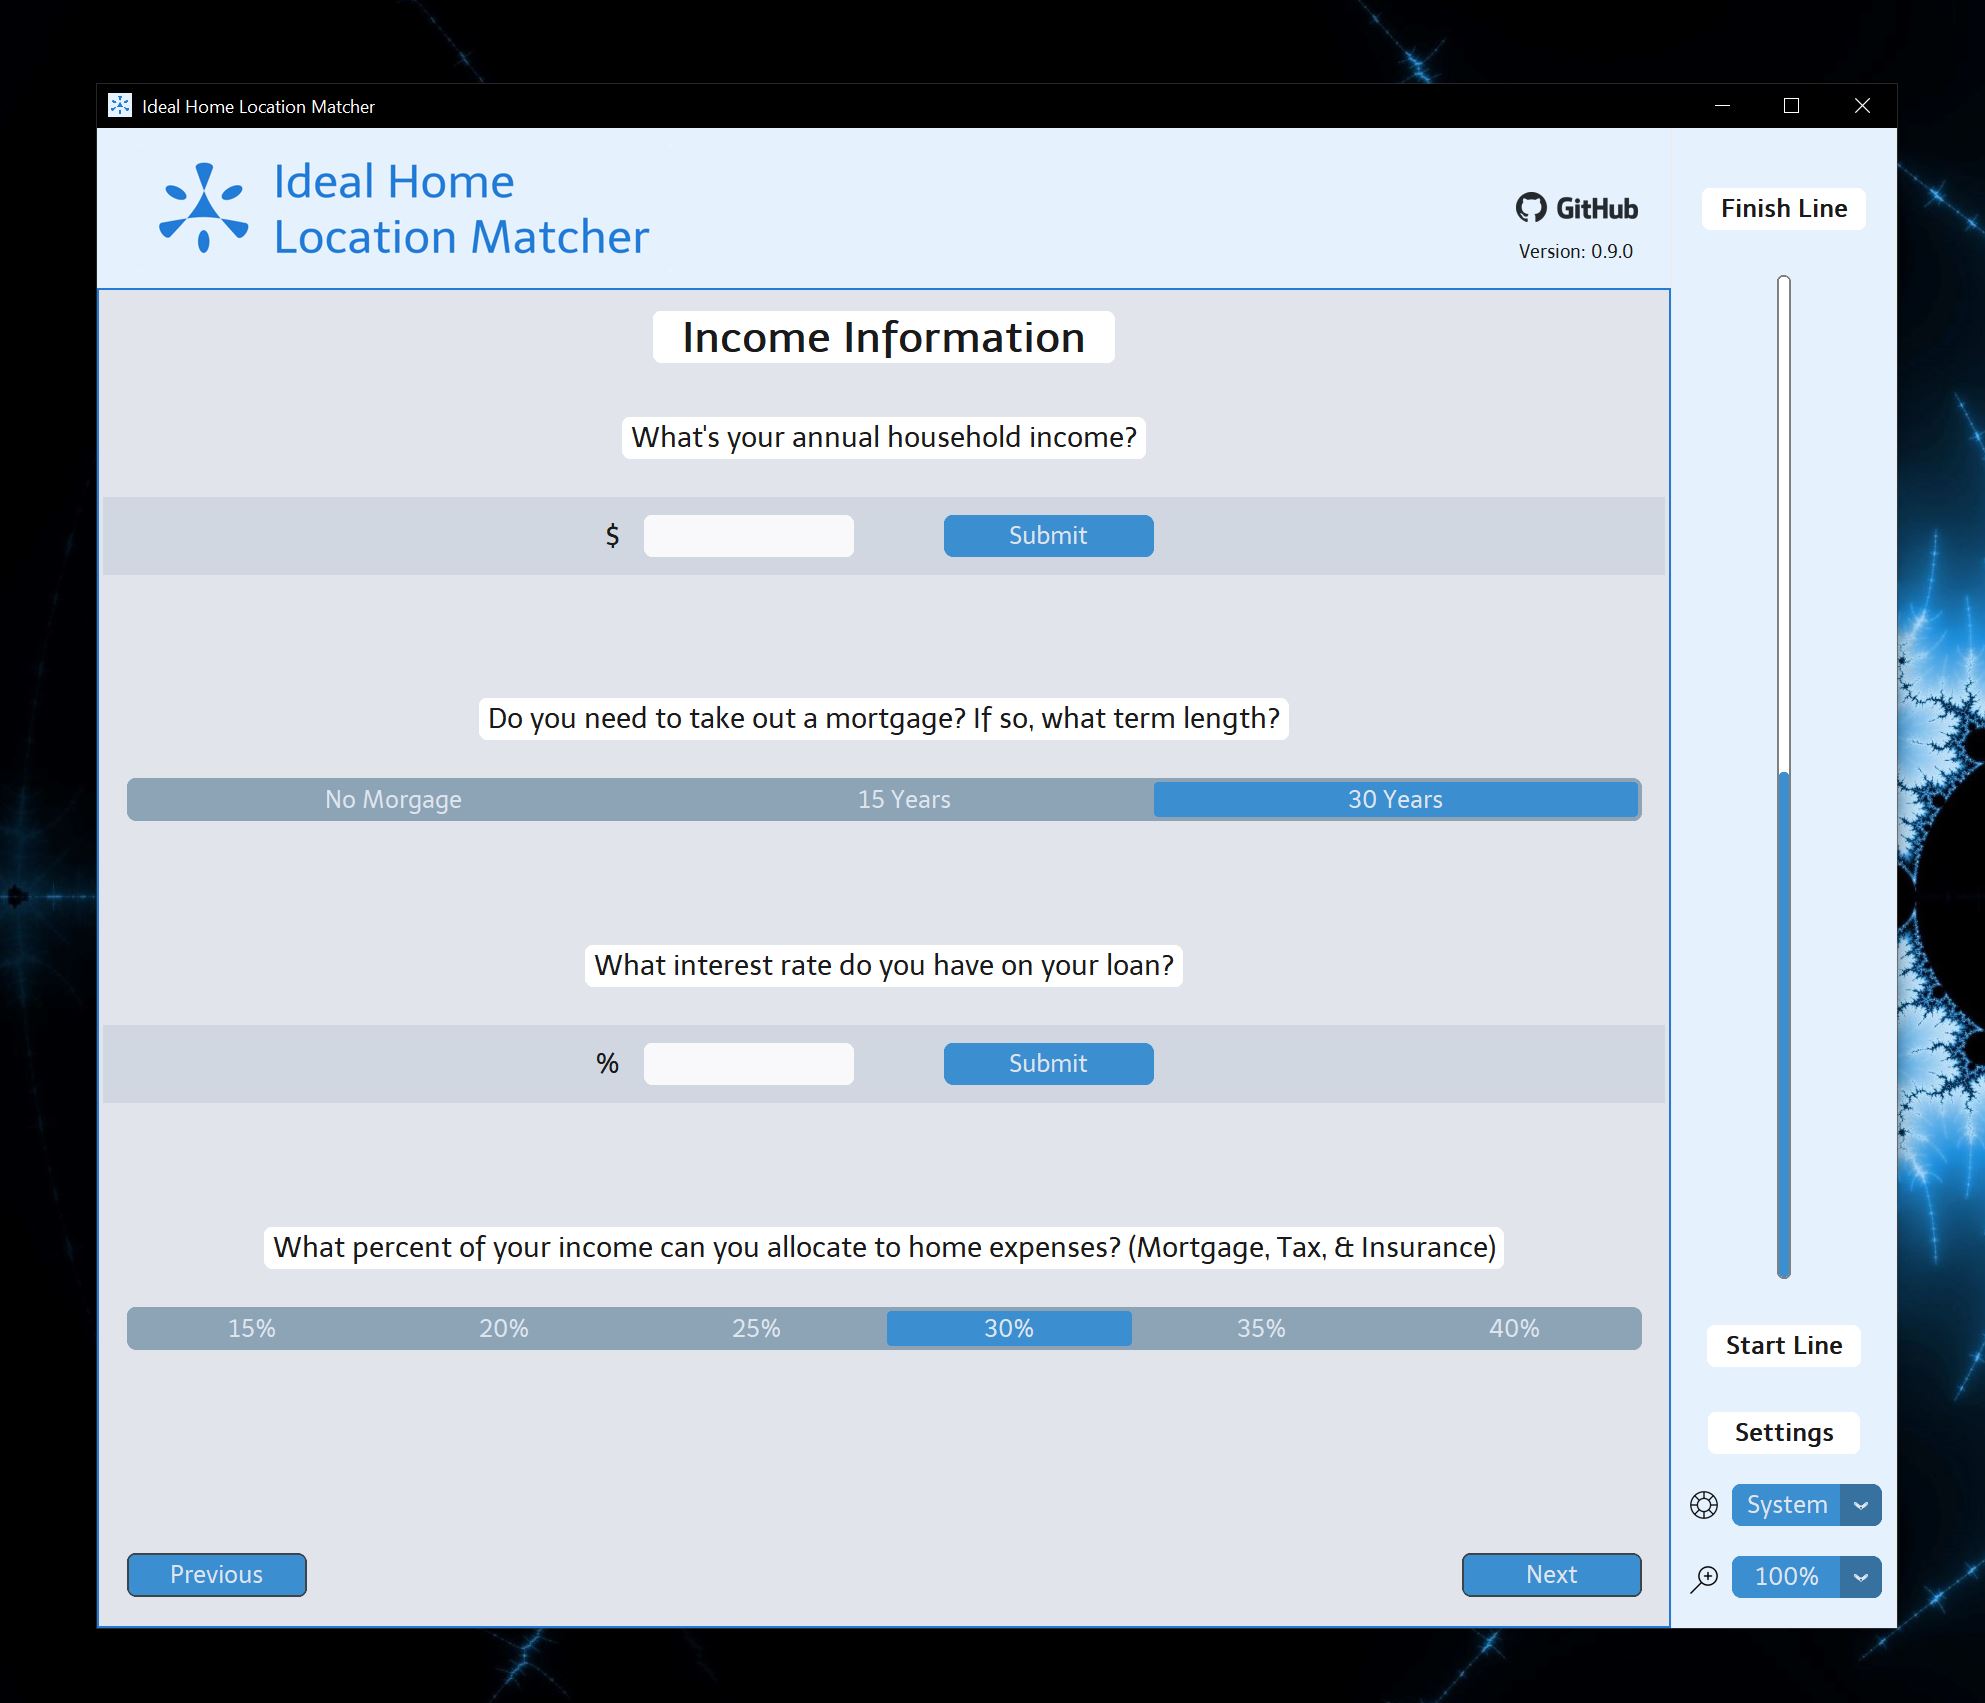 Ideal Home Location Matcher
Ideal Home
Location Matcher
GitHub
Version: 0.9.0
Finish Line
Income Information
What's your annual household income?
$
Submit
Do you need to take out a mortgage? If so, what term length?
No Morgage
15 Years
30 Years
What interest rate do you have on your loan?
%
Submit
What percent of your income can you allocate to home expenses? (Mortgage, Tax, & Insurance)
15%
20%
25%
30%
35%
40%
Start Line
Settings
System
100%
Previous
Next